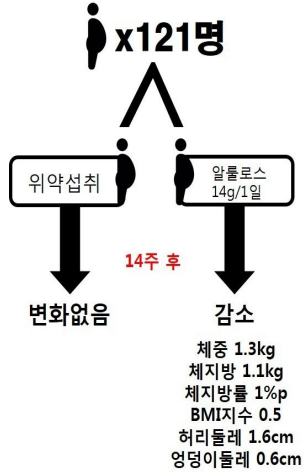 x121명
위약섭취
알룰로스
14g/1일
14주 후
변화없음
감소
체중 1.3kg
체지방 1.1kg
체지방률 1%p
BMI지수 0.5
허리둘레 1.6cm
엉덩이둘레 0.6cm